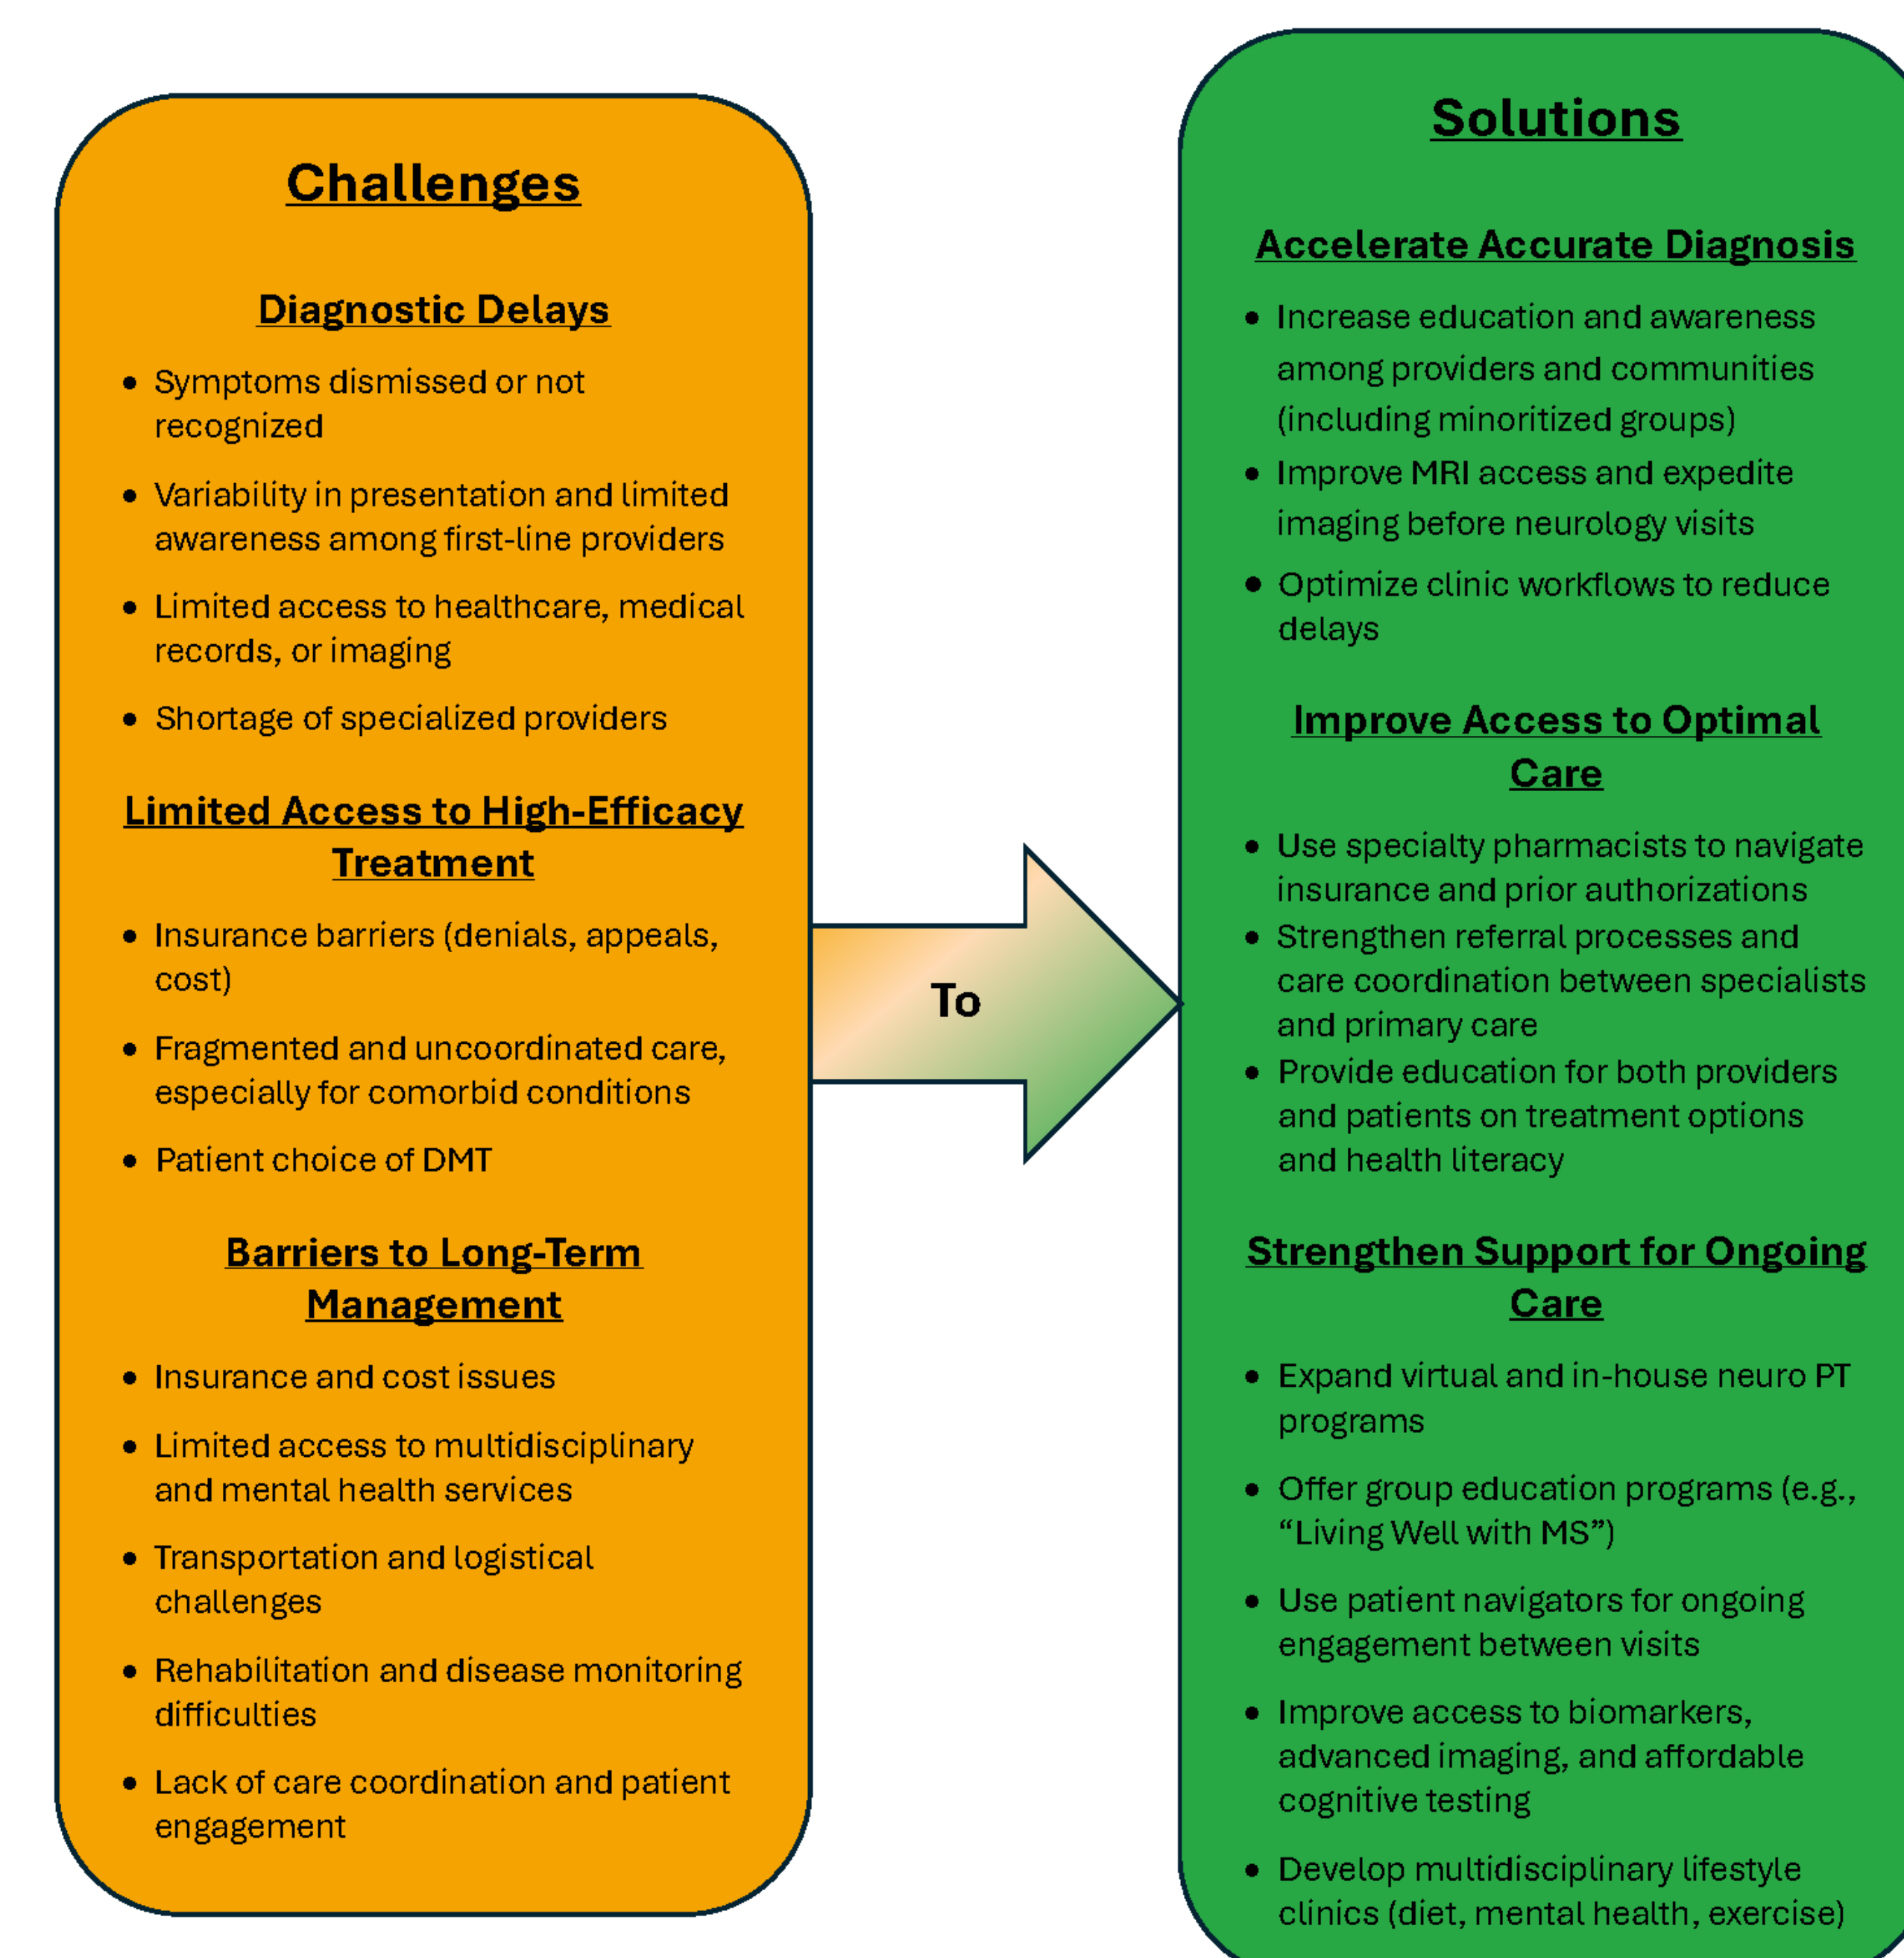 Challenges
Diagnostic Delays
• Symptoms dismissed or not
recognized
• Variability in presentation and limited
awareness among first-line providers
• Limited access to healthcare, medical
records, or imaging
• Shortage of specialized providers
Limited Access to High-Efficacy
Treatment
• Insurance barriers (denials, appeals,
cost)
• Fragmented and uncoordinated care,
especially for comorbid conditions
• Patient choice of DMT
Barriers to Long-Term
Management
• Insurance and cost issues
• Limited access to multidisciplinary
and mental health services
• Transportation and logistical
challenges
• Rehabilitation and disease monitoring
difficulties
• Lack of care coordination and patient
engagement
To
Solutions
Accelerate Accurate Diagnosis
• Increase education and awareness
among providers and communities
(including minoritized groups)
• Improve MRI access and expedite
imaging before neurology visits
• Optimize clinic workflows to reduce
delays
Improve Access to Optimal
Care
• Use specialty pharmacists to navigate
insurance and prior authorizations
• Strengthen referral processes and
care coordination between specialists
and primary care
• Provide education for both providers
and patients on treatment options
and health literacy
Strengthen Support for Ongoing
Care
• Expand virtual and in-house neuro PT
programs
• Offer group education programs (e.g.,
“Living Well with MS”)
• Use patient navigators for ongoing
engagement between visits
• Improve access to biomarkers,
advanced imaging, and affordable
cognitive testing
• Develop multidisciplinary lifestyle
clinics (diet, mental health, exercise)